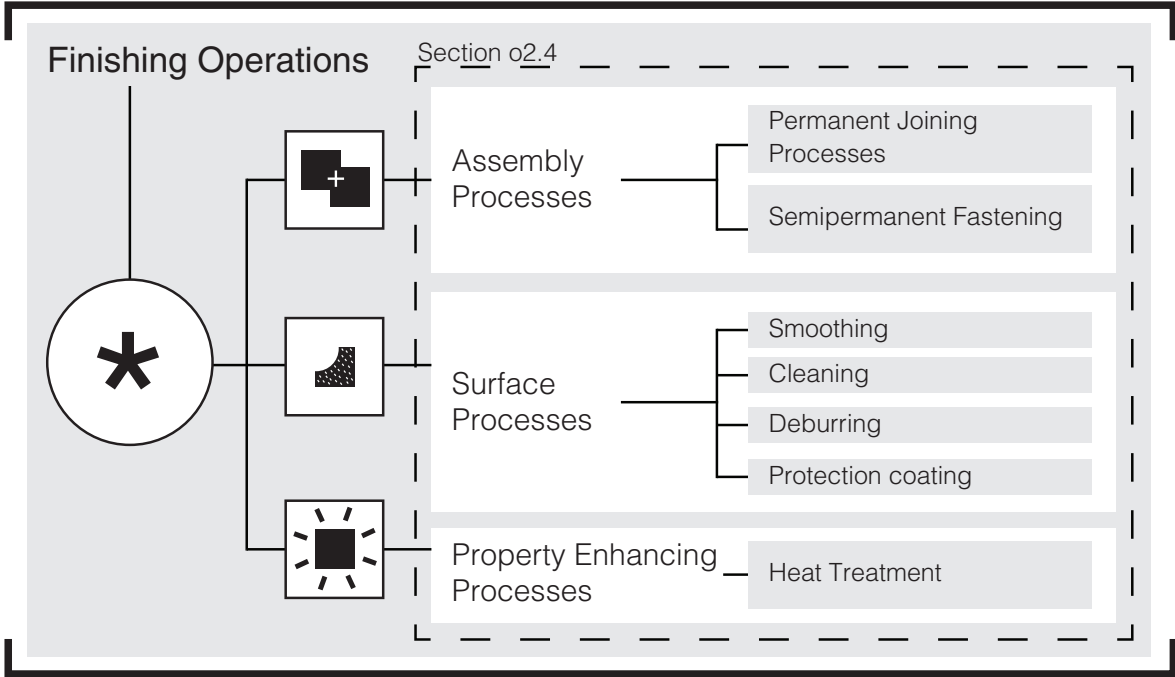 Finishing Operations
Section o2.4
Assembly
Processes
Permanent Joining
Processes
Semipermanent Fastening
*
Surface
Processes
Smoothing
Cleaning
Deburring
Protection coating
Property Enhancing
Processes
Heat Treatment